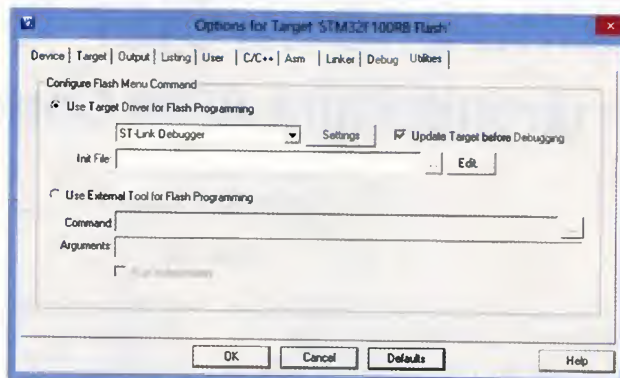 Options for Target 'STM32F100RB Flash'
Device Target Output Listing User C/C++ Asm Linker Debug Utilities
Configure Flash Menu Command
Use Target Driver for Flash Programming
ST-Link Debugger Settings Update Target before Debugging
Init File: ... Edit...
Use External Tool for Flash Programming
Command: ...
Arguments:
Run Independent
OK Cancel Defaults Help